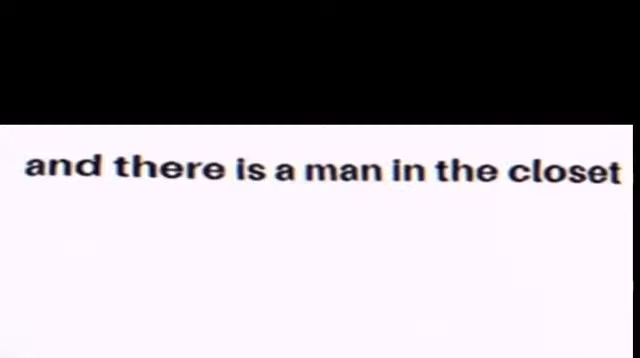 and there is a man in the closet